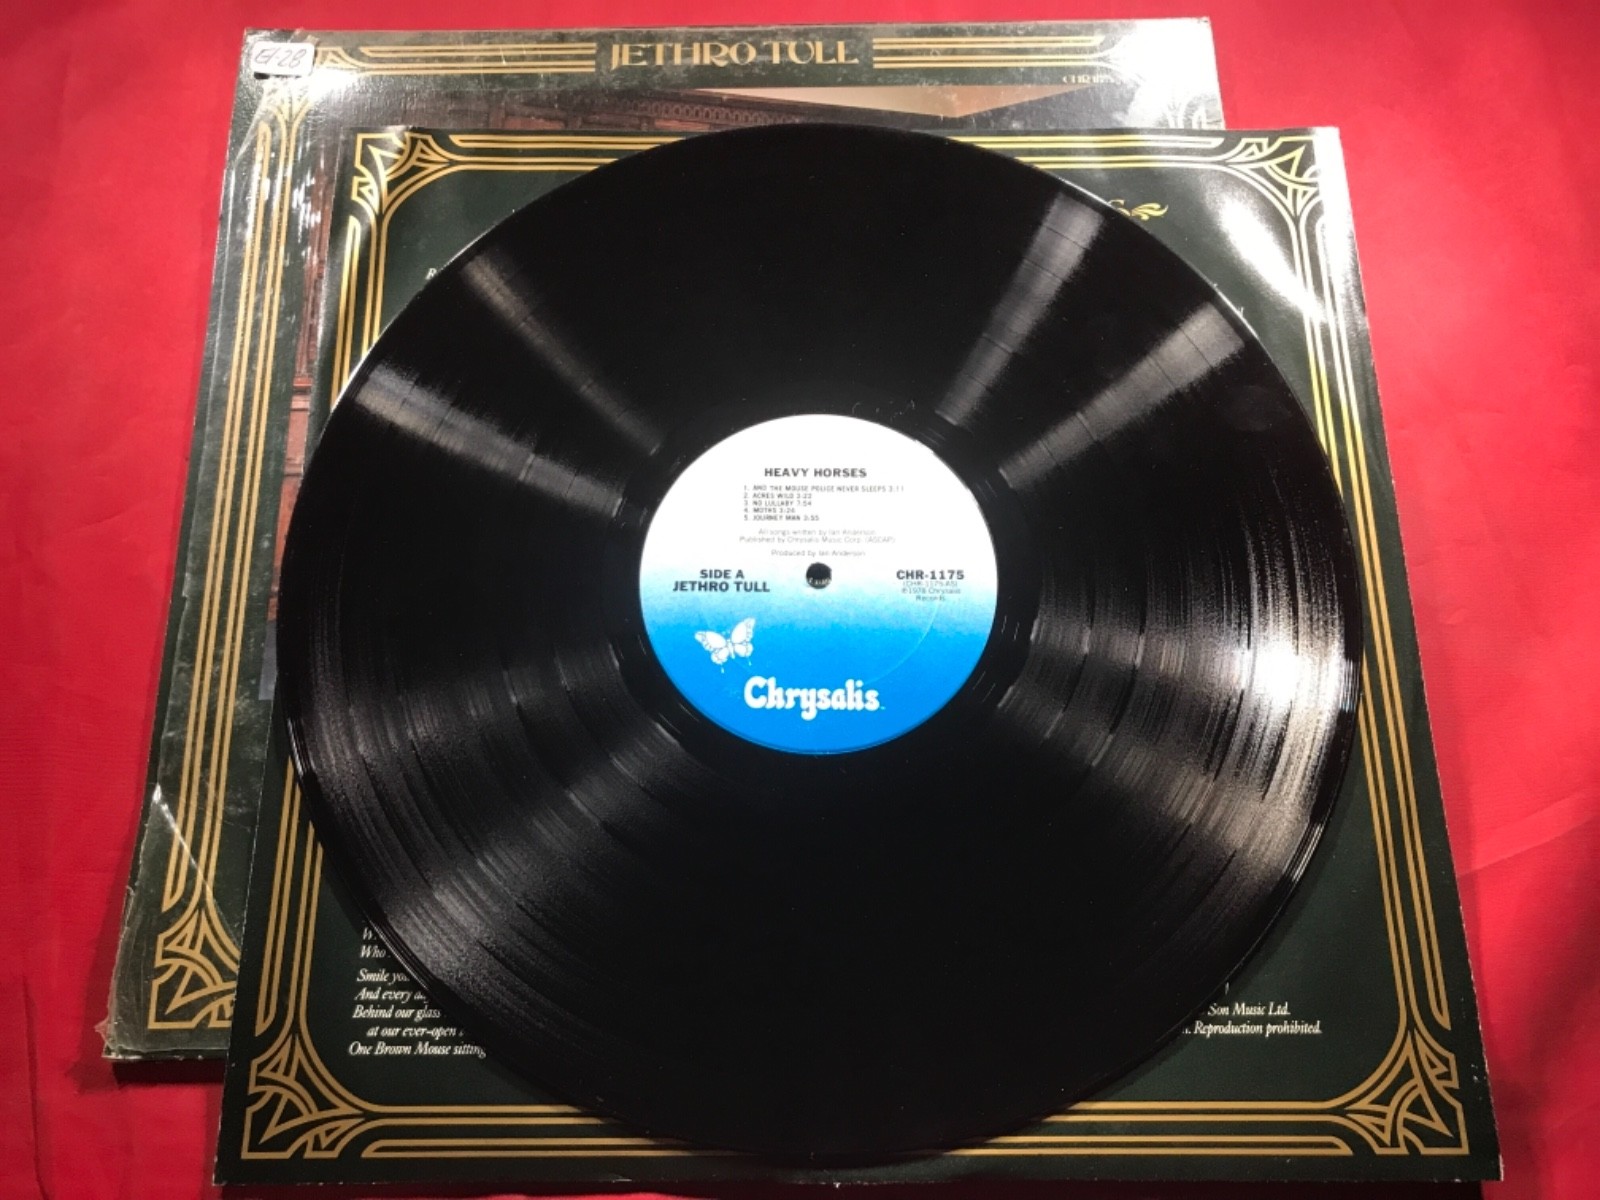 JETHRO TULL
HEAVY HORSES
1. AND THE MOUSE POLICE NEVER SLEEPS 3:11
2. ACRES WILD 3:22
3. NO LULLABY 7:54
4. MOTHS 3:24
5. JOURNEY MAN 3:55
All songs written by Ian Anderson
Published by Chrysalis Music Corp. (ASCAP)
Produced by Ian Anderson
SIDE A
JETHRO TULL
CHR-1175
(CHR-1175-AS)
©1978 Chrysalis
Records
Chrysalis
Who
Smile
And every
Behind our glass
at our ever-open
One Brown Mouse sitting
Son Music Ltd.
Reproduction prohibited.